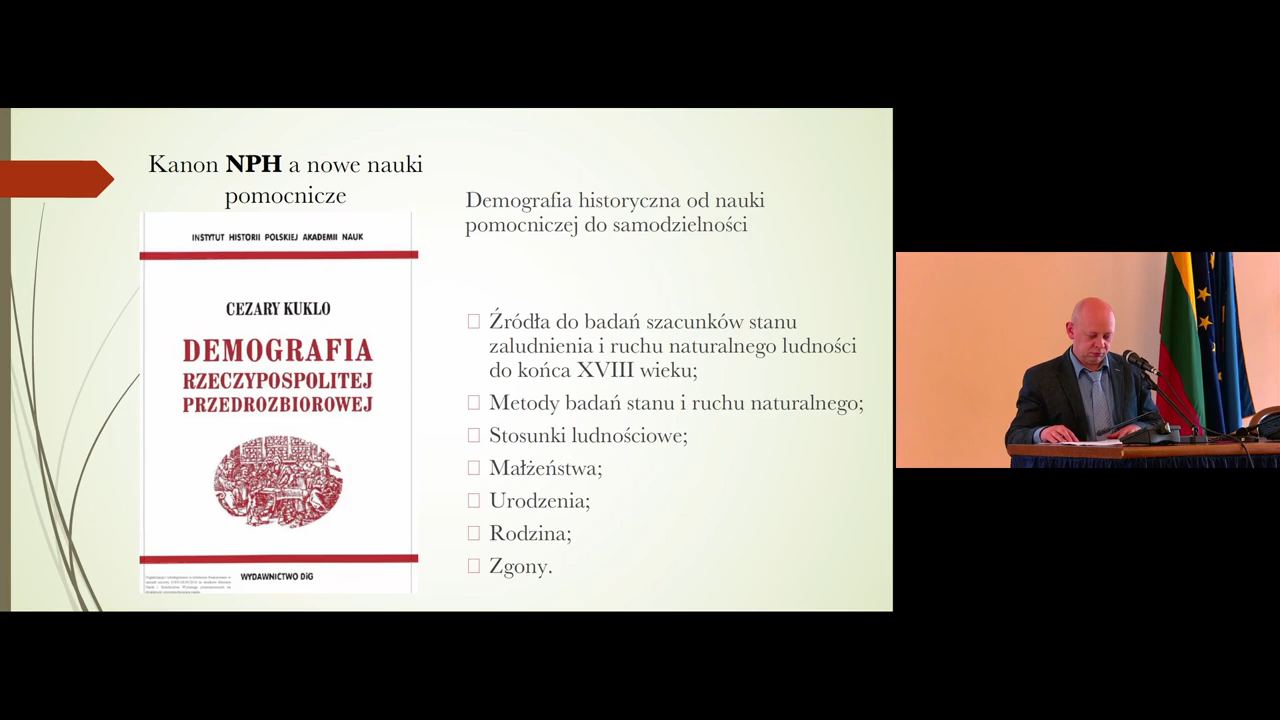 Kanon NPH a nowe nauki
pomocnicze
INSTYTUT HISTORII POLSKIEJ AKADEMII NAUK
CEZARY KUKLO
DEMOGRAFIA
RZECZYPOSPOLITEJ
PRZEDROZBIOROWEJ
WYDAWNICTWO DiG
Demografia historyczna od nauki
pomocniczej do samodzielności
Źródła do badań szacunków stanu
zaludnienia i ruchu naturalnego ludności
do końca XVIII wieku;
Metody badań stanu i ruchu naturalnego;
Stosunki ludnościowe;
Małżeństwa;
Urodzenia;
Rodzina;
Zgony.